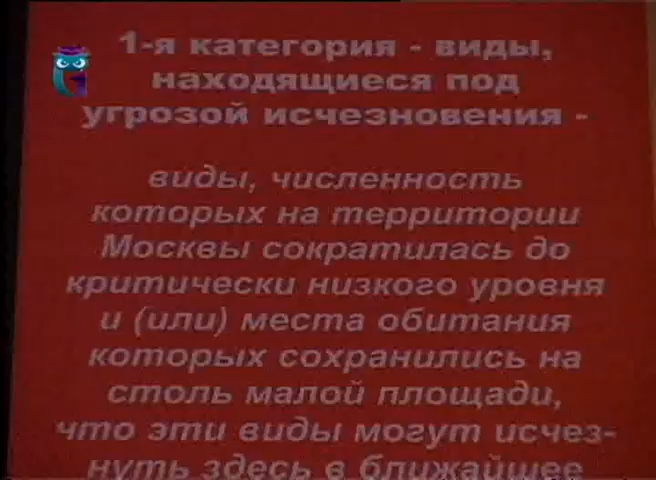 1-я категория - виды,
находящиеся под
угрозой исчезновения -
виды, численность
которых на территории
Москвы сократилась до
критически низкого уровня
и (или) места обитания
которых сохранились на
столь малой площади,
что эти виды могут исчез-
нуть здесь в ближайшее